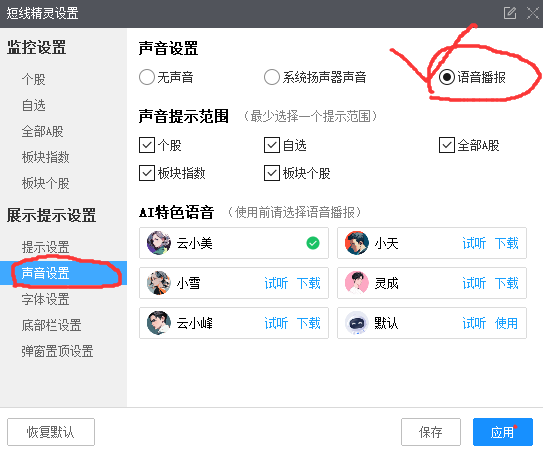 短线精灵设置
监控设置
个股
自选
全部A股
板块指数
板块个股
展示提示设置
提示设置
声音设置
字体设置
底部栏设置
弹窗置顶设置
声音设置
无声音 系统扬声器声音 语音播报
声音提示范围 （最少选择一个提示范围）
个股 自选 全部A股
板块指数 板块个股
AI特色语音 （使用前请选择语音播报）
云小美 小天 试听 下载
小雪 试听 下载 灵成 试听 下载
云小峰 试听 下载 默认 试听 使用
恢复默认 保存 应用